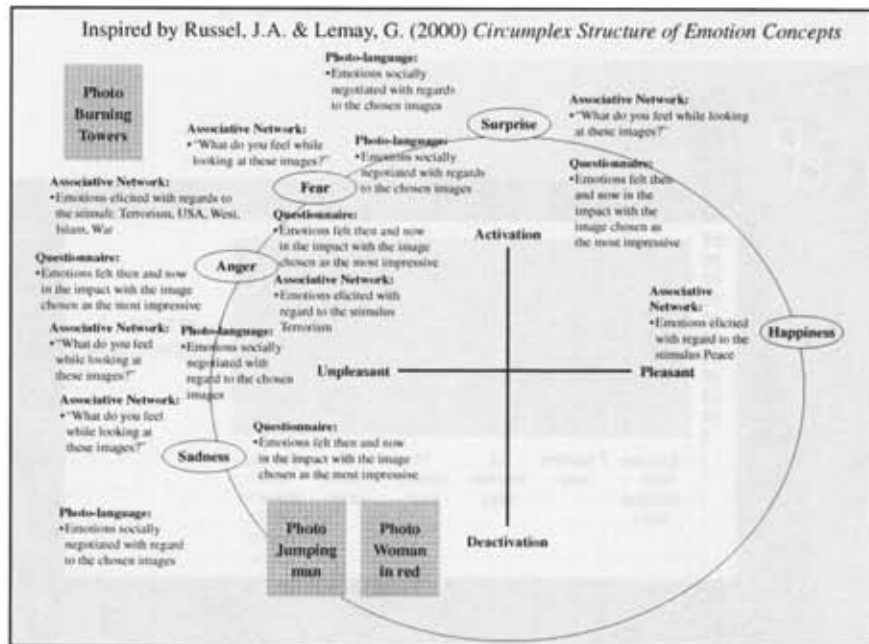 Inspired by Russel, J.A. & Lemay, G. (2000) Circumplex Structure of Emotion Concepts
Photo
Burning
Towers
Photo-language:
•Emotions socially
negotiated with regards
to the chosen images
Surprise
Associative Network:
•"What do you feel while looking
at these images?"
Associative Network:
•"What do you feel while
looking at these images?"
Photo-language:
•Emotions socially
negotiated with regards
to the chosen images
Questionnaire:
•Emotions felt then
and now in the
impact with the
image chosen as
the most impressive
Fear
Associative Network:
•Emotions elicited with regards to
the stimuli: Terrorism, USA, West,
Islam, War
Questionnaire:
•Emotions felt then and now
in the impact with the image
chosen as the most impressive
Activation
Questionnaire:
•Emotions felt then and now
in the impact with the image
chosen as the most impressive
Anger
Associative Network:
•Emotions elicited with
regard to the stimulus
Terrorism
Associative
Network:
•Emotions elicited
with regard to the
stimulus Peace
Happiness
Associative Network:
•"What do you feel
while looking at
these images?"
Photo-language:
•Emotions socially
negotiated with
regard to the chosen
images
Unpleasant
Pleasant
Associative Network:
•"What do you feel
while looking at
these images?"
Sadness
Questionnaire:
•Emotions felt then and now
in the impact with the image
chosen as the most impressive
Photo-language:
•Emotions socially
negotiated with regard
to the chosen images
Photo
Jumping
man
Photo
Woman
in red
Deactivation